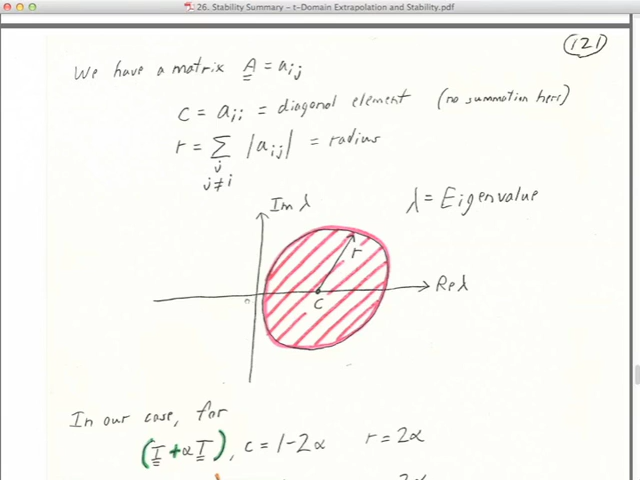 26. Stability Summary – t-Domain Extrapolation and Stability.pdf
121
We have a matrix A = aij
c = aii = diagonal element (no summation here)
r = Σ |aij| = radius
j
j≠i
Im λ
λ = Eigenvalue
r
Re λ
c
In our case, for
(I + αT), c = 1 - 2α r = 2α